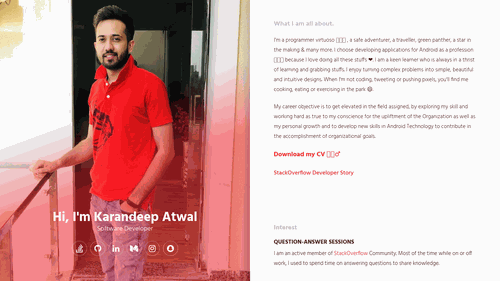 What I am all about.
I'm a programmer virtuoso 👨🏻‍💻 , a safe adventurer, a traveller, green panther, a star in
the making & many more. I choose developing applications for Android as a profession
because I love doing all these stuffs ❤. I am a keen learner who is always in a thrist
of learning and grabbing stuffs. I enjoy turning complex problems into simple, beautiful
and intuitive designs. When I'm not coding, tweeting or pushing pixels, you'll find me
cooking, eating or exercising in the park
My career objective is to get elevated in the field assigned, by exploring my skill and
working hard as true to my conscience for the upliftment of the Organization as well as
my personal growth and to develop new skills in Android Technology to contribute in
the accomplishment of organizational goals.
Download my CV
StackOverflow Developer Story
Hi, I'm Karandeep Atwal
Software Developer
in
Interest
QUESTION-ANSWER SESSIONS
I am an active member of StackOverflow Community. Most of the time while on or off
work, I used to spend time on answering questions to share knowledge.